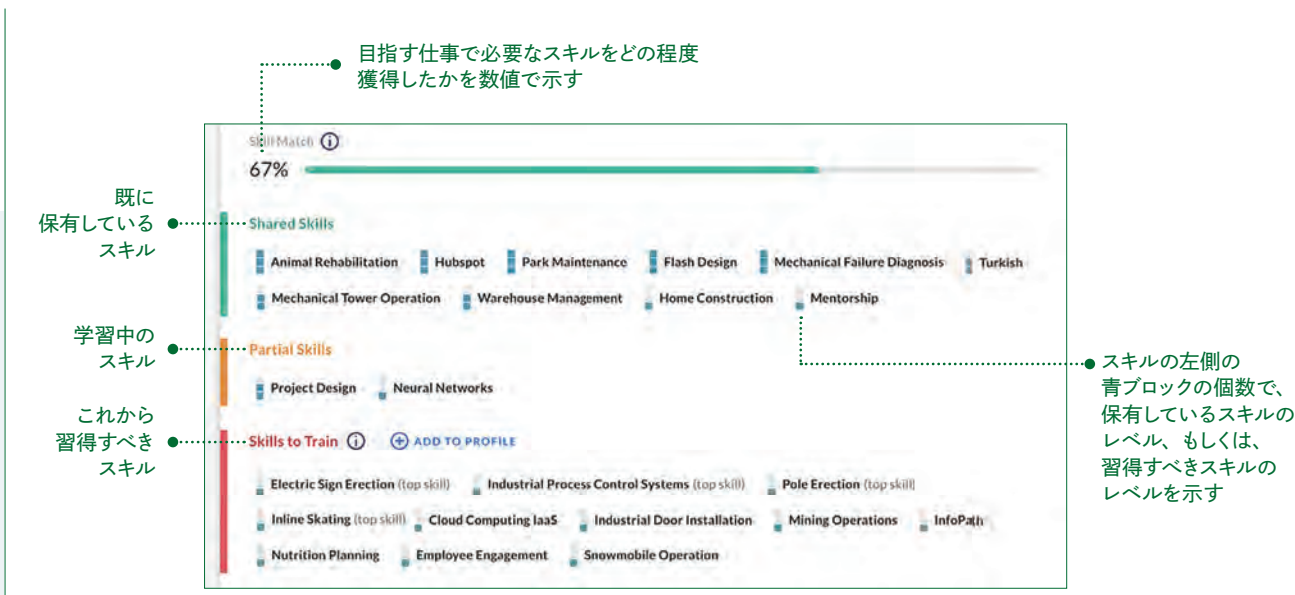 目指す仕事で必要なスキルをどの程度
獲得したかを数値で示す
Skill Match
67%
既に
保有している
スキル
Shared Skills
Animal Rehabilitation Hubspot Park Maintenance Flash Design Mechanical Failure Diagnosis Turkish
Mechanical Tower Operation Warehouse Management Home Construction Mentorship
学習中の
スキル
Partial Skills
Project Design Neural Networks
スキルの左側の
青ブロックの個数で、
保有しているスキルの
レベル、もしくは、
習得すべきスキルの
レベルを示す
これから
習得すべき
スキル
Skills to Train ADD TO PROFILE
Electric Sign Erection (top skill) Industrial Process Control Systems (top skill) Pole Erection (top skill)
Inline Skating (top skill) Cloud Computing IaaS Industrial Door Installation Mining Operations InfoPath
Nutrition Planning Employee Engagement Snowmobile Operation